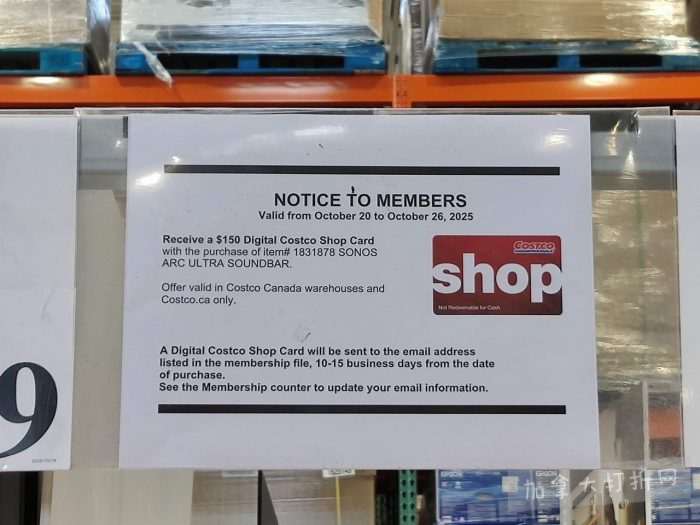 NOTICE TO MEMBERS
Valid from October 20 to October 26, 2025
Receive a $150 Digital Costco Shop Card
with the purchase of item# 1831878 SONOS
ARC ULTRA SOUNDBAR.
Offer valid in Costco Canada warehouses and
Costco.ca only.
Costco
shop
Not Redeemable for Cash.
A Digital Costco Shop Card will be sent to the email address
listed in the membership file, 10-15 business days from the date
of purchase.
See the Membership counter to update your email information.
9
EPSON
加拿大打折网